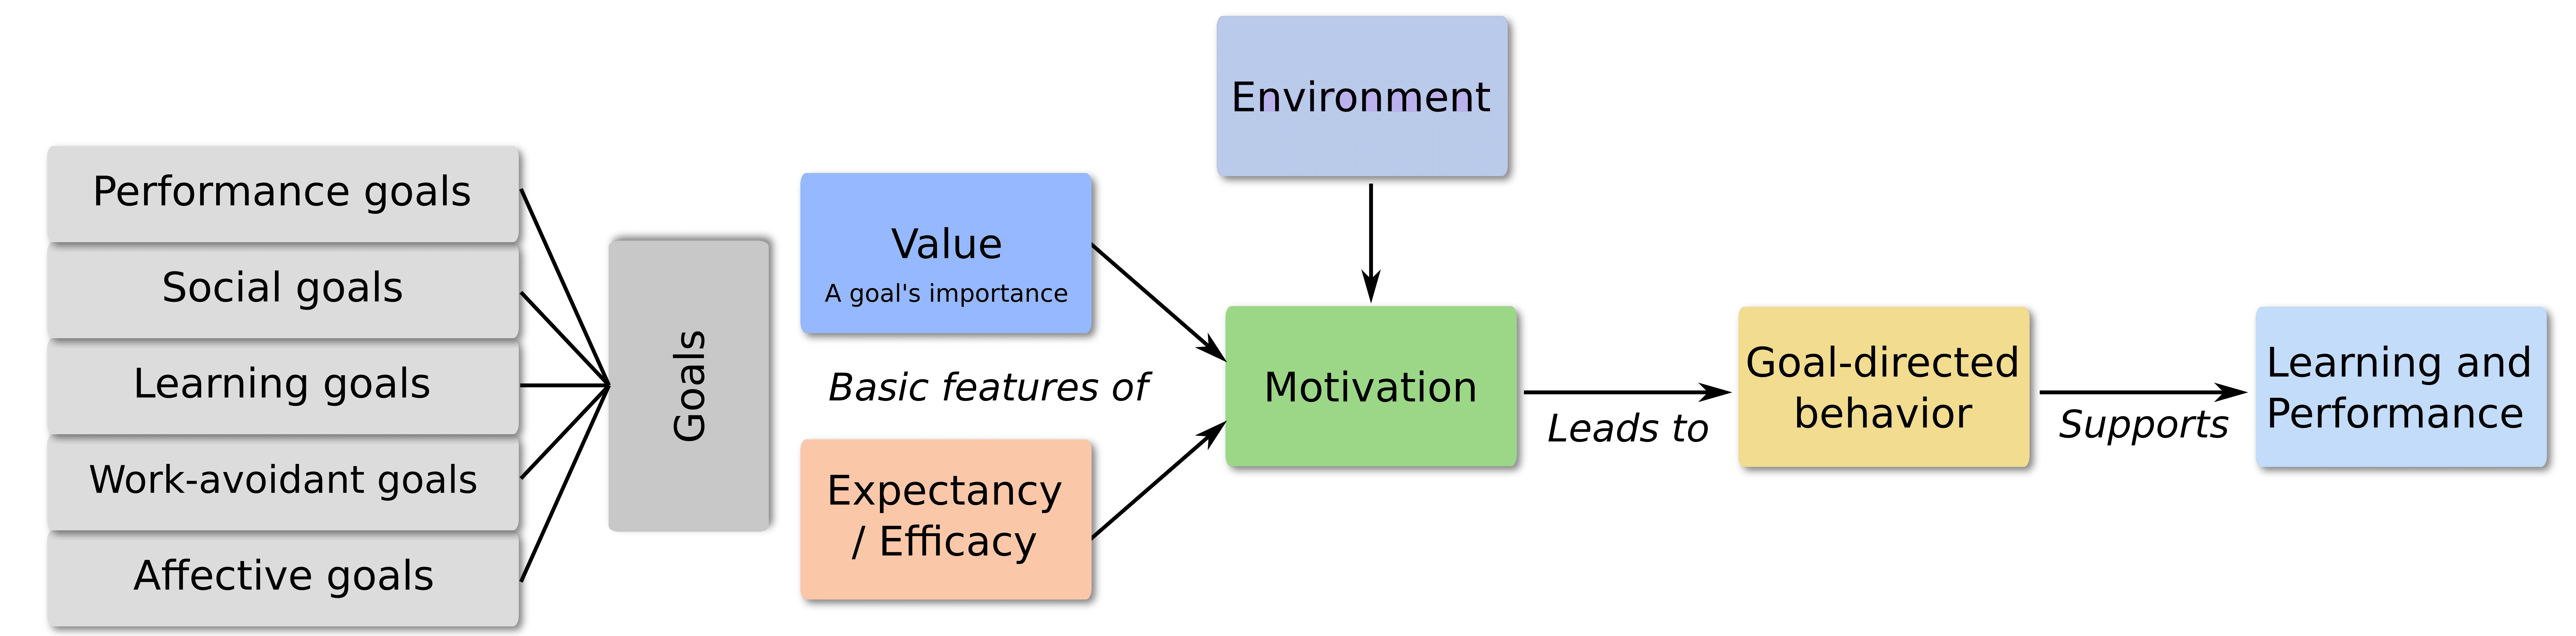 Performance goals
Social goals
Learning goals
Work-avoidant goals
Affective goals
Goals
Value
A goal's importance
Basic features of
Expectancy
/ Efficacy
Environment
Motivation
Leads to
Goal-directed
behavior
Supports
Learning and
Performance